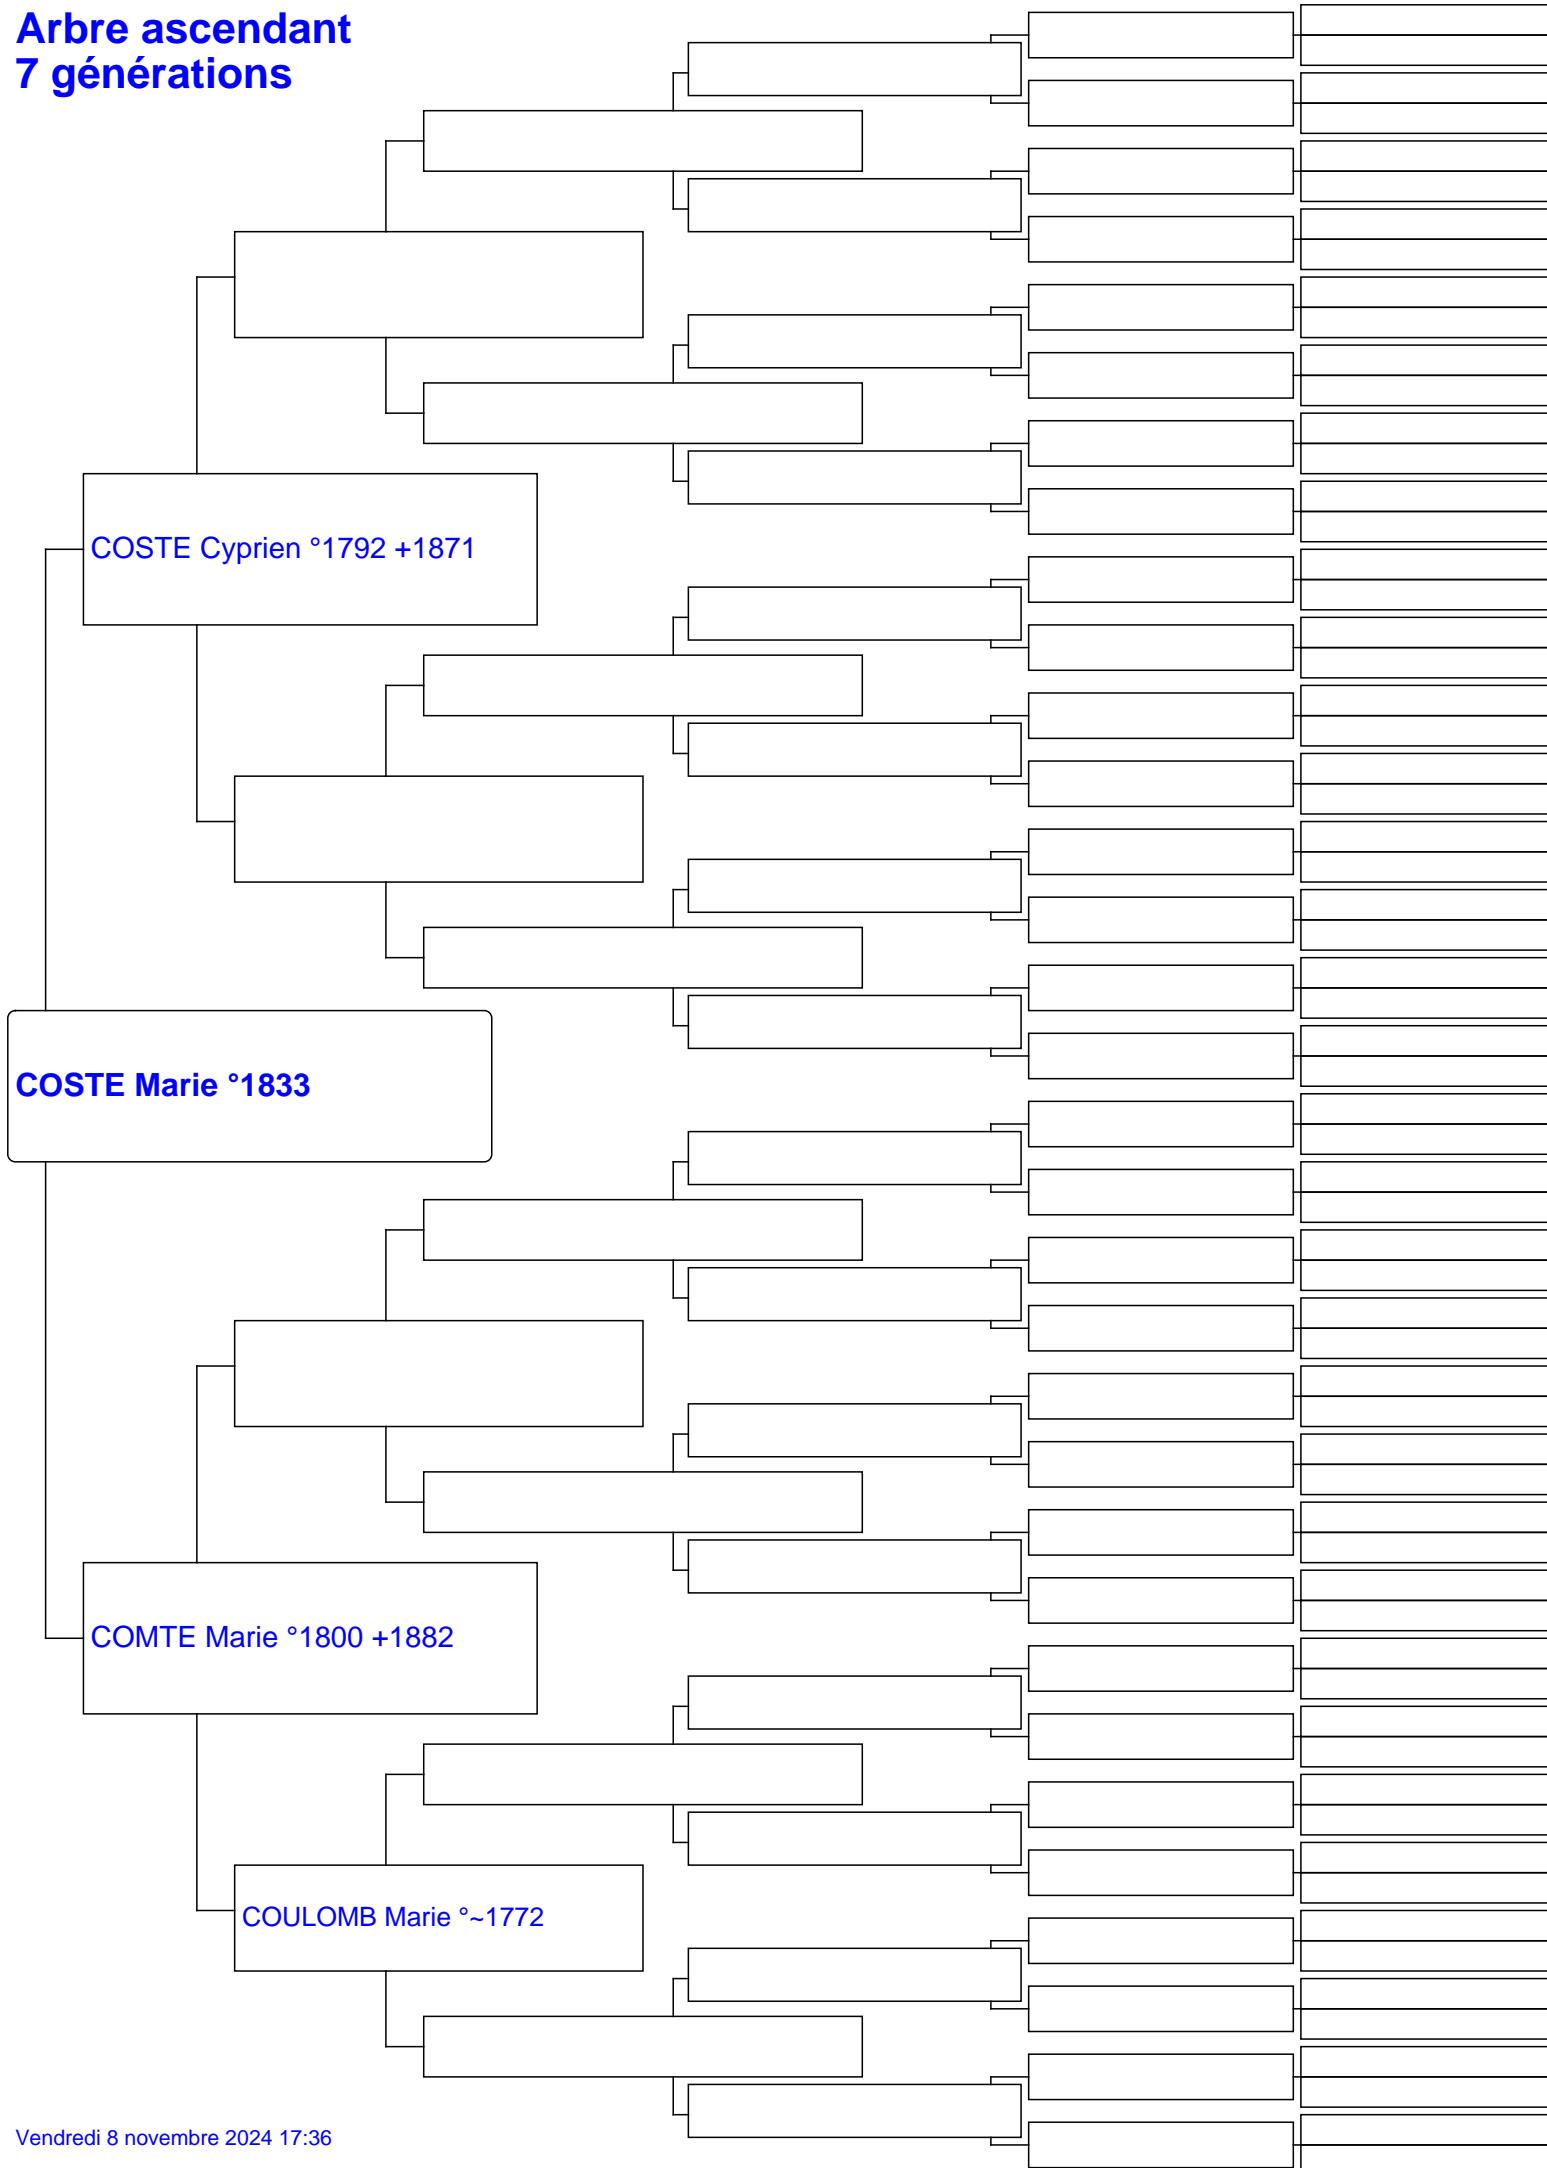 Arbre ascendant
7 générations
COSTE Cyprien °1792 +1871
COSTE Marie °1833
COMTE Marie °1800 +1882
COULOMB Marie °~1772
Vendredi 8 novembre 2024 17:36